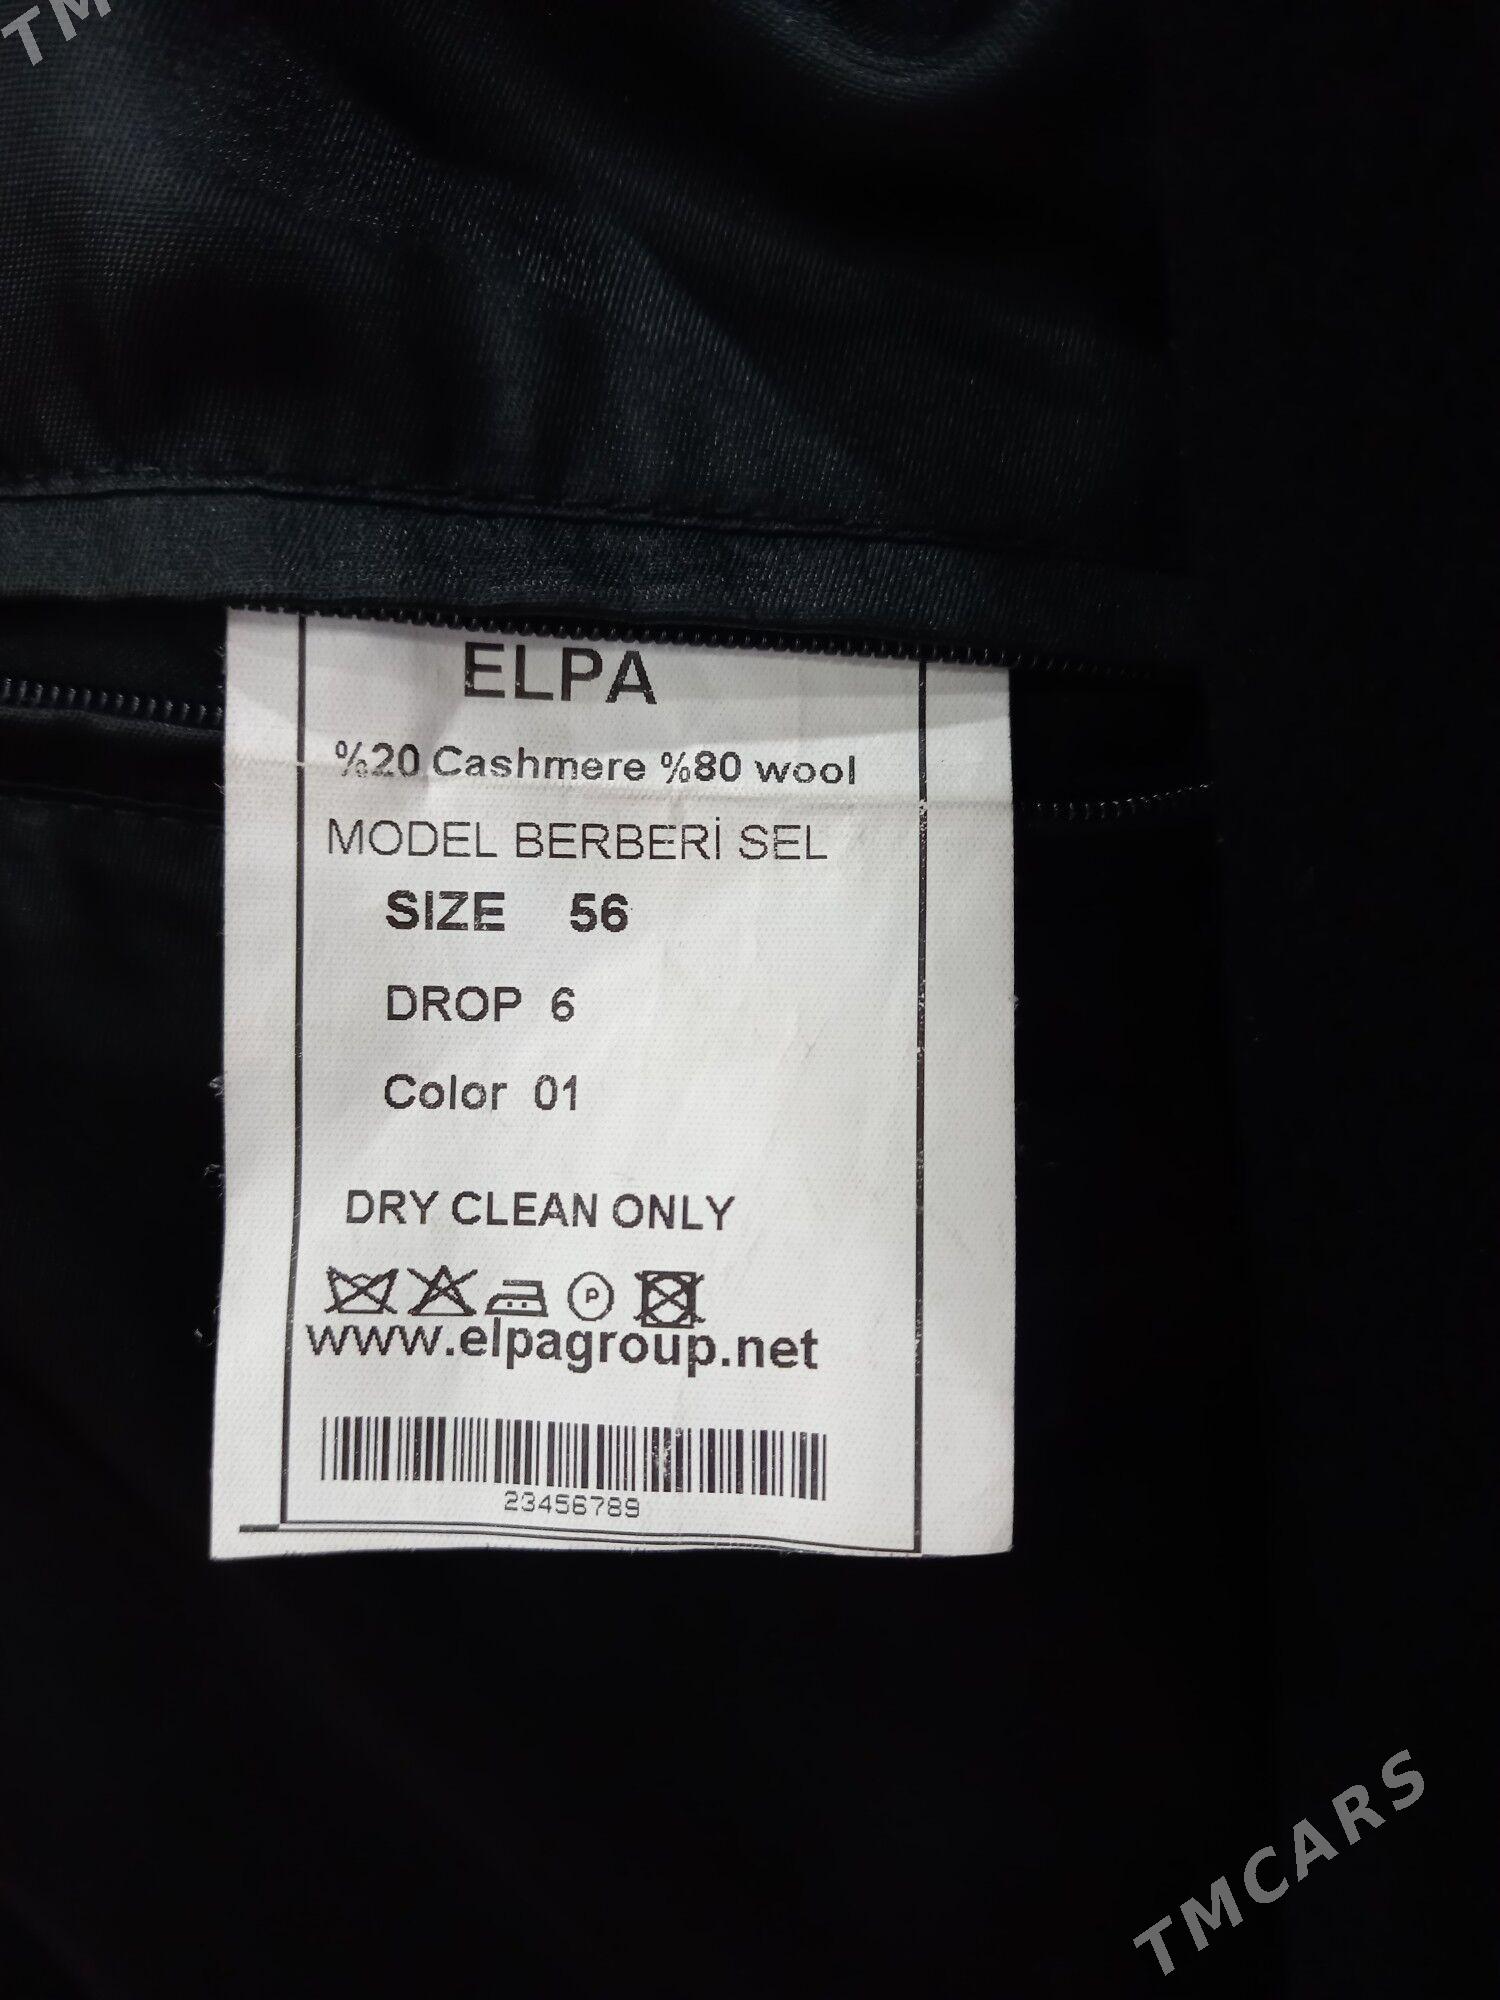 TM
ELPA
%20 Cashmere %80 wool
MODEL BERBERİ SEL
SIZE 56
DROP 6
Color 01
DRY CLEAN ONLY
P
www.elpagroup.net
23456789
TMCARS